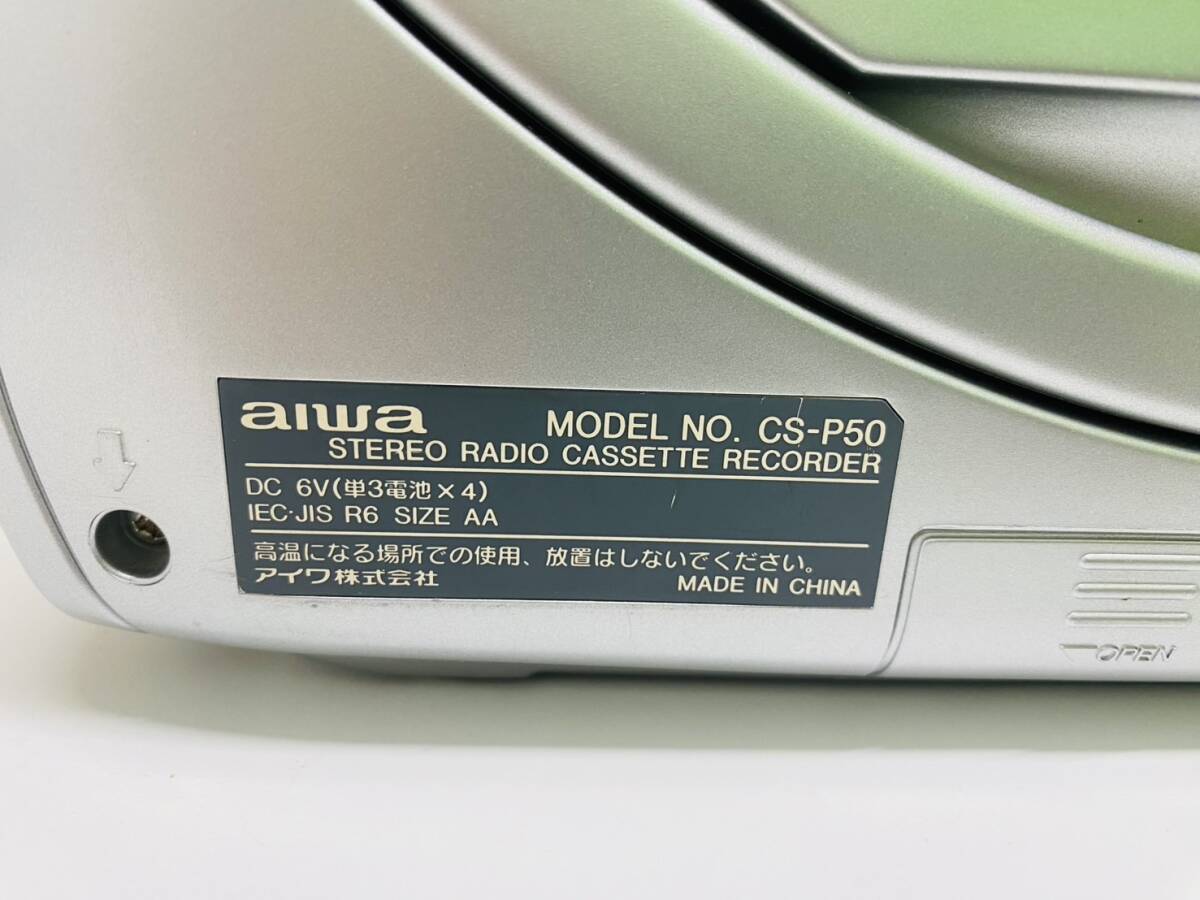 aiwa MODEL NO. CS-P50
STEREO RADIO CASSETTE RECORDER
DC 6V(単3電池×4)
IEC·JIS R6 SIZE AA
高温になる場所での使用、放置はしないでください。
アイワ株式会社 MADE IN CHINA
OPEN